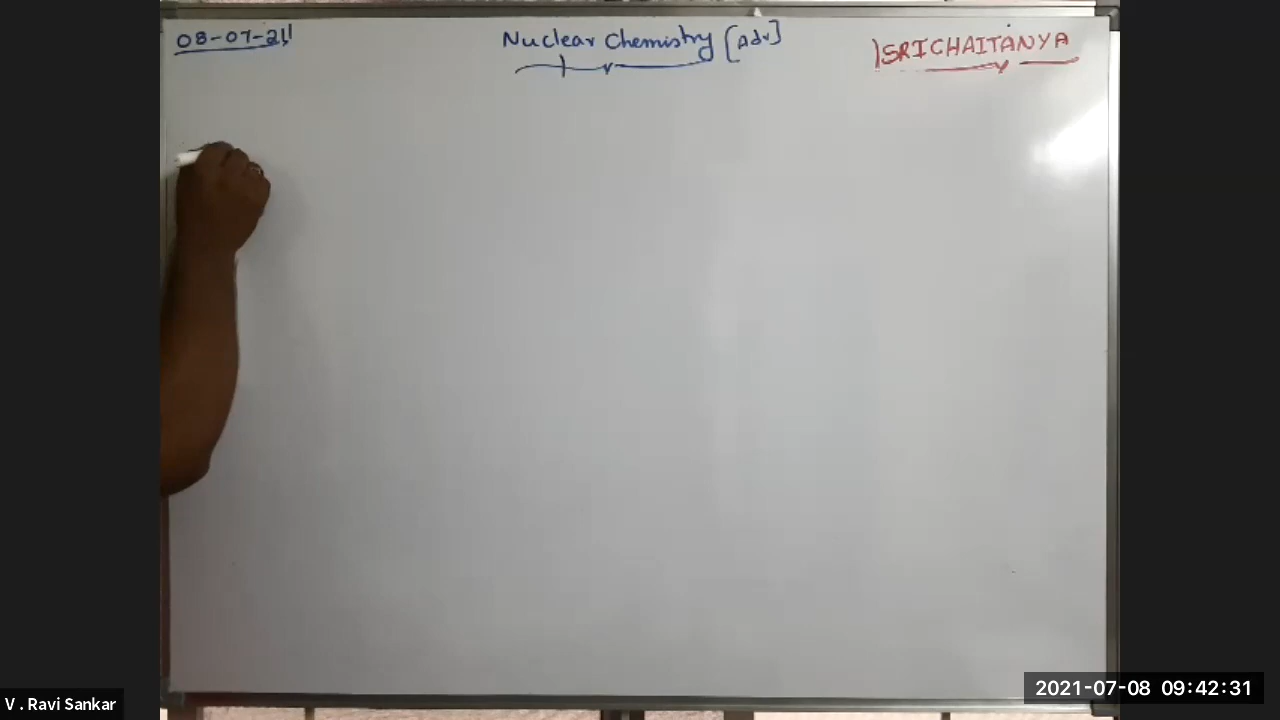 08-07-21 Nuclear Chemistry [Adv] SRICHAITANYA
V . Ravi Sankar
2021-07-08 09:42:31